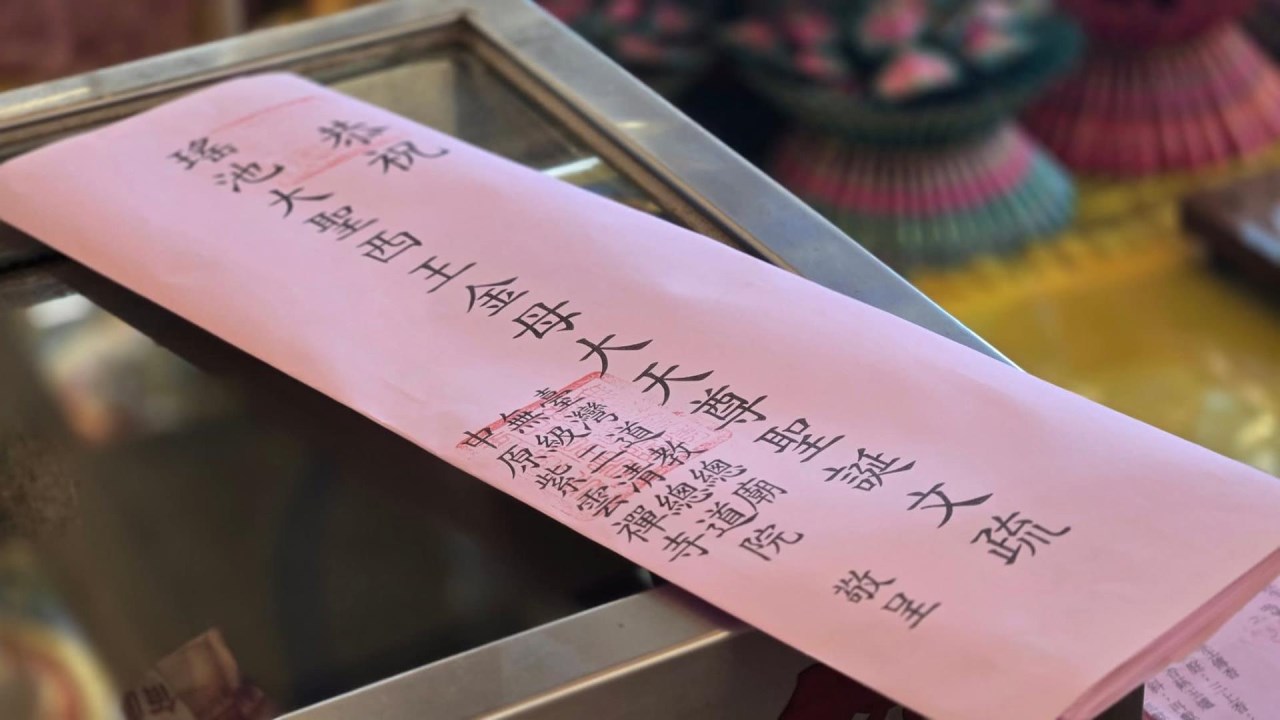 恭祝
瑤池大聖西王金母大天尊聖誕文疏
臺灣道教總廟
無級三清總道院
中原紫雲禪寺
敬呈